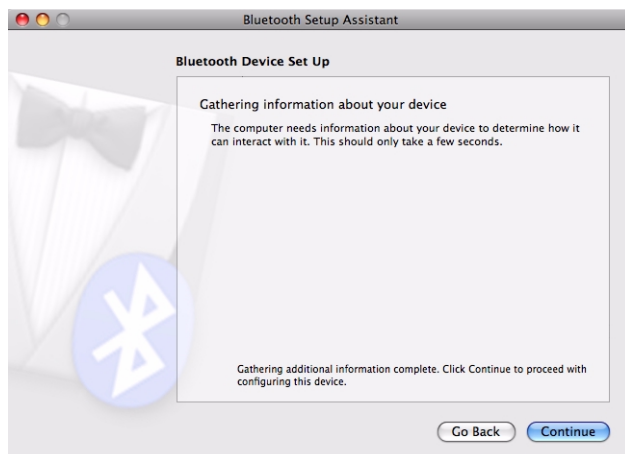 Bluetooth Setup Assistant
Bluetooth Device Set Up
Gathering information about your device
The computer needs information about your device to determine how it
can interact with it. This should only take a few seconds.
Gathering additional information complete. Click Continue to proceed with
configuring this device.
Go Back Continue